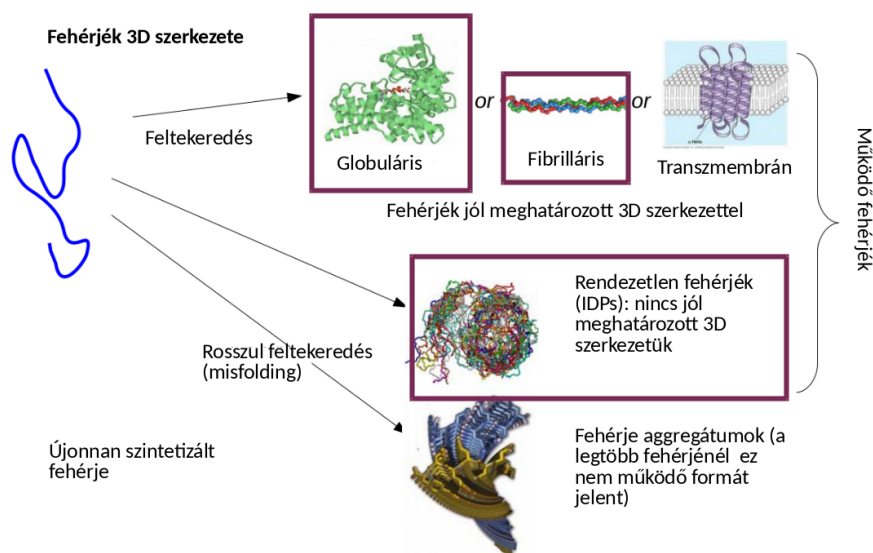 Fehérjék 3D szerkezete
Feltekeredés
or
or
Globuláris
Fibrilláris
Transzmembrán
Fehérjék jól meghatározott 3D szerkezettel
Működő fehérjék
Rendezetlen fehérjék
(IDPs): nincs jól
meghatározott 3D
szerkezetük
Rosszul feltekeredés
(misfolding)
Újonnan szintetizált
fehérje
Fehérje aggregátumok (a
legtöbb fehérjénél ez
nem működő formát
jelent)